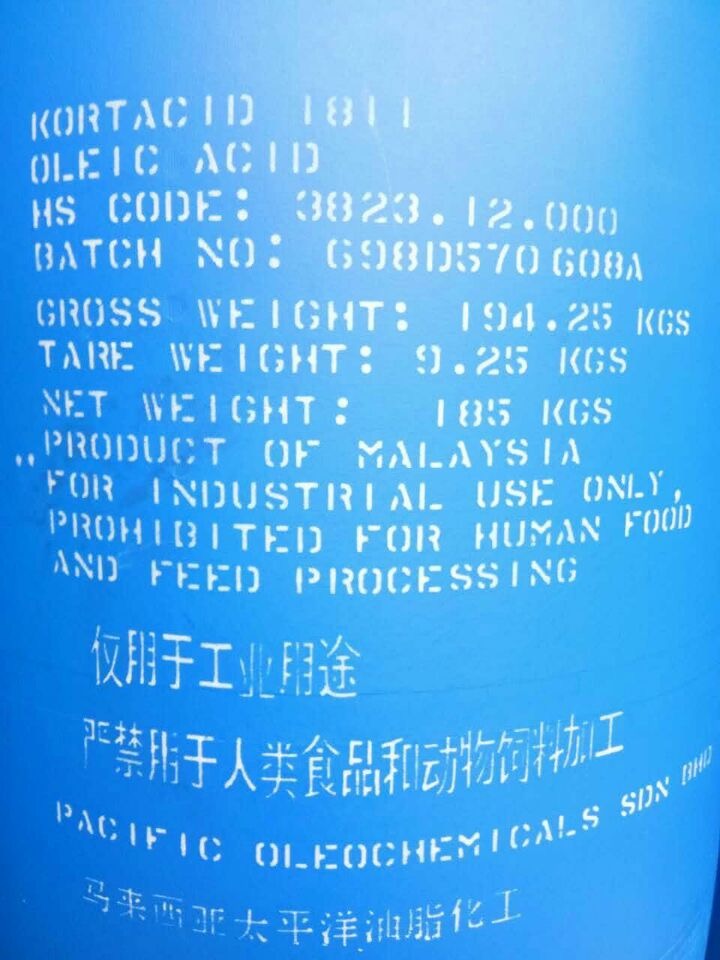 KORTACID 1811
OLEIC ACID
HS CODE: 3823.12.000
BATCH NO: G98D570G08A
GROSS WEIGHT: 194.25 KGS
TARE WEIGHT: 9.25 KGS
NET WEIGHT: 185 KGS
PRODUCT OF MALAYSIA
FOR INDUSTRIAL USE ONLY,
PROHIBITED FOR HUMAN FOOD
AND FEED PROCESSING
仅用于工业用途
严禁用于人类食品和动物饲料加工
PACIFIC OLEOCHEMICALS SDN BHD
马来西亚太平洋油脂化工